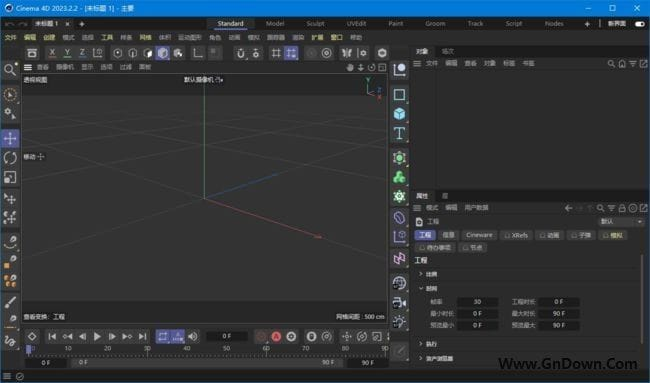 Cinema 4D 2023.2.2 - [未标题 1] - 主要
未标题 1
Standard Model Sculpt UVEdit Paint Groom Track Script Nodes 新界面
文件 编辑 创建 模式 选择 工具 样条 网格 体积 运动图形 角色 动画 模拟 跟踪器 渲染 扩展 窗口 帮助
对象 场次
查看 摄像机 显示 选项 过滤 面板
文件 编辑 查看 对象 标签 书签
透视视图 默认摄像机
Y
Z
X
移动
属性 层
模式 编辑 用户数据
工程 默认
工程 信息 Cineware XRefs 动画 子弹 模拟
待办事项 节点
工程
比例
时间
帧率 30 工程时长 0 F
最小时长 0 F 最大时长 90 F
预览最小 0 F 预览最大 90 F
执行
资产浏览器
查看变换: 工程 网格间距 : 500 cm
0 F
0 5 10 15 20 25 30 35 40 45 50 55 60 65 70 75 80 85 90
0 F 0 F 90 F 90 F
www.GnDown.Com